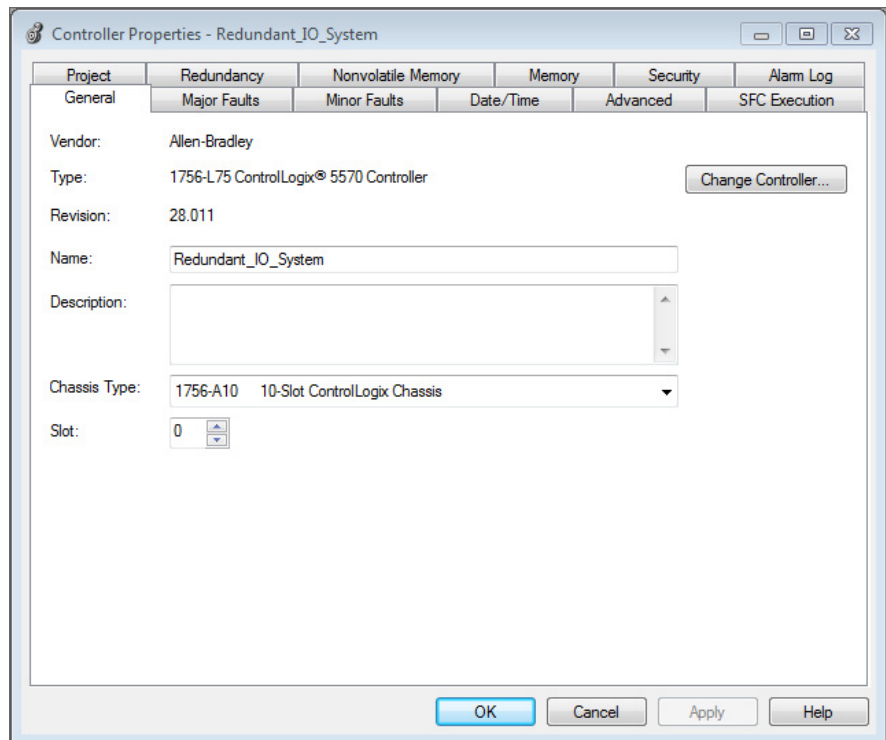 Controller Properties - Redundant_IO_System
Project Redundancy Nonvolatile Memory Memory Security Alarm Log
General Major Faults Minor Faults Date/Time Advanced SFC Execution
Vendor: Allen-Bradley
Type: 1756-L75 ControlLogix® 5570 Controller Change Controller...
Revision: 28.011
Name: Redundant_IO_System
Description:
Chassis Type: 1756-A10 10-Slot ControlLogix Chassis
Slot: 0
OK Cancel Apply Help